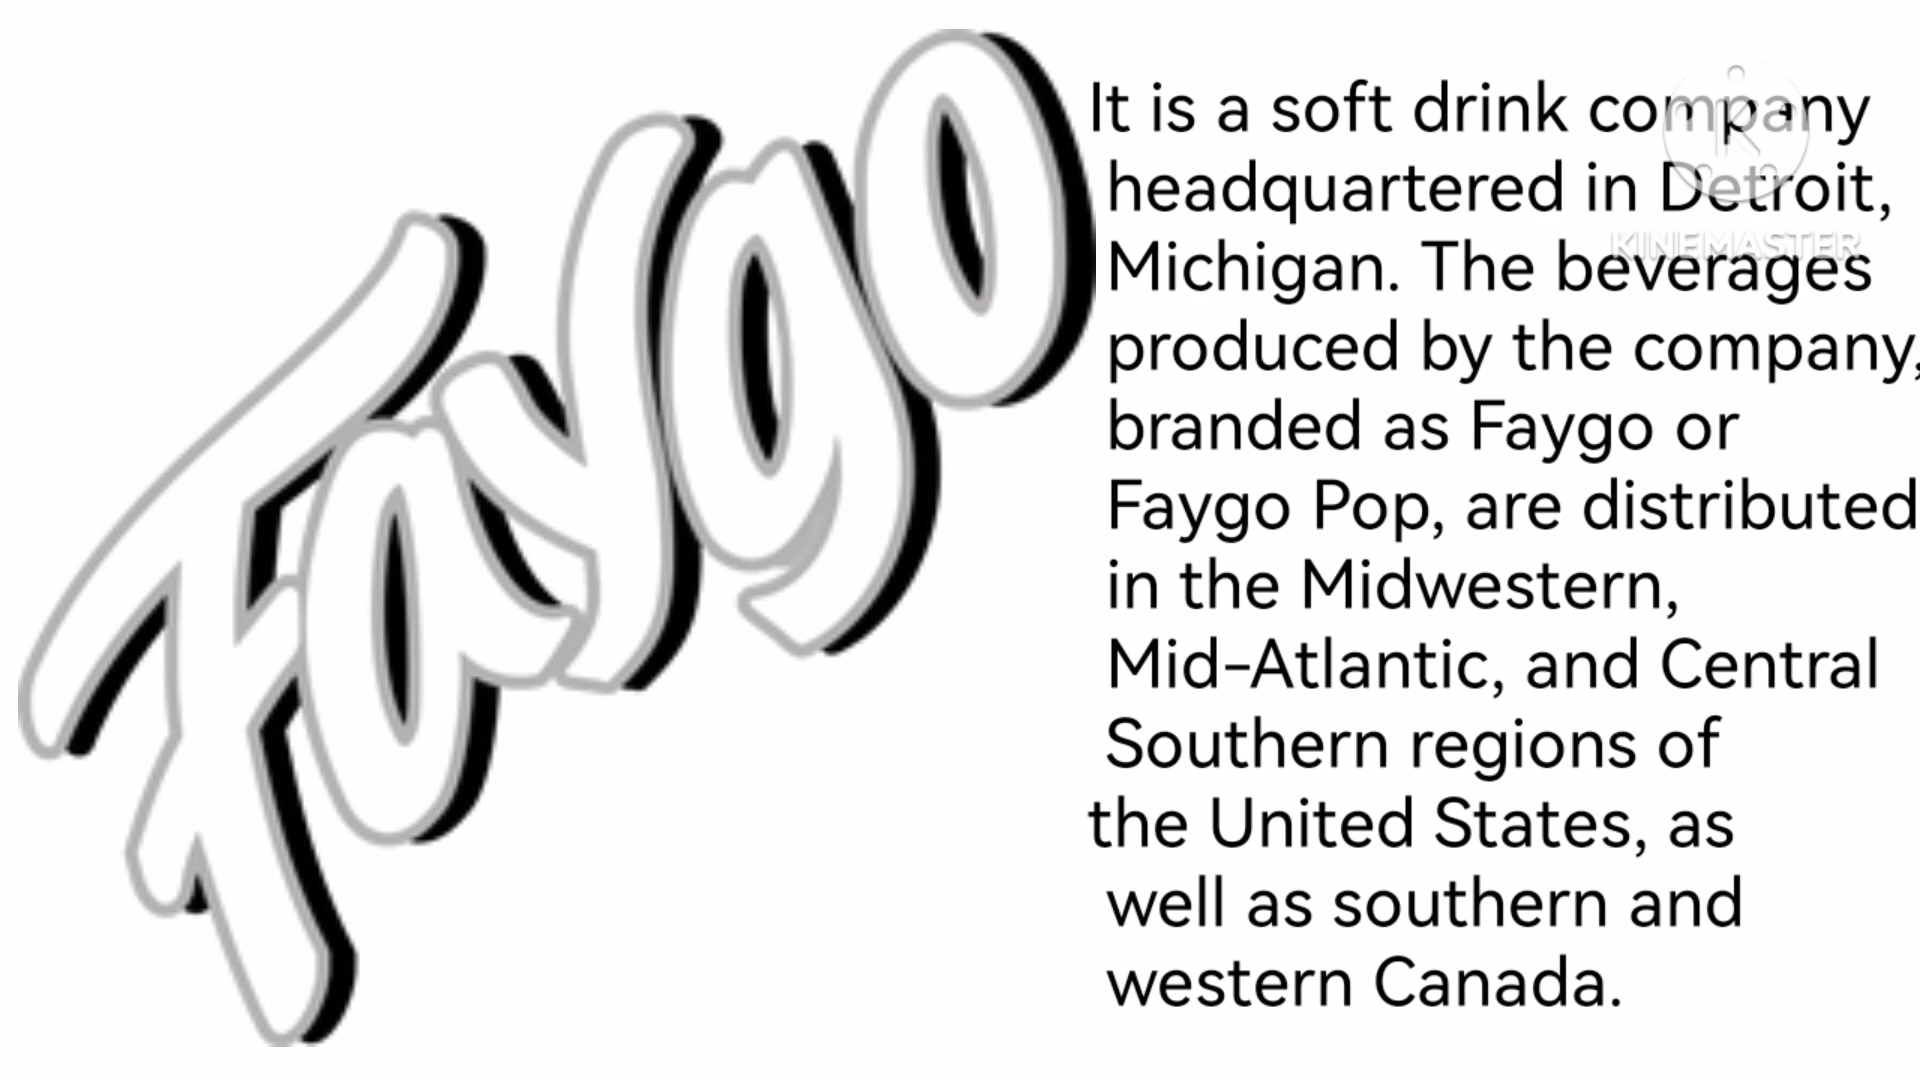 Faygo
It is a soft drink company
headquartered in Detroit,
Michigan. The beverages
produced by the company,
branded as Faygo or
Faygo Pop, are distributed
in the Midwestern,
Mid-Atlantic, and Central
Southern regions of
the United States, as
well as southern and
western Canada.
KINEMASTER